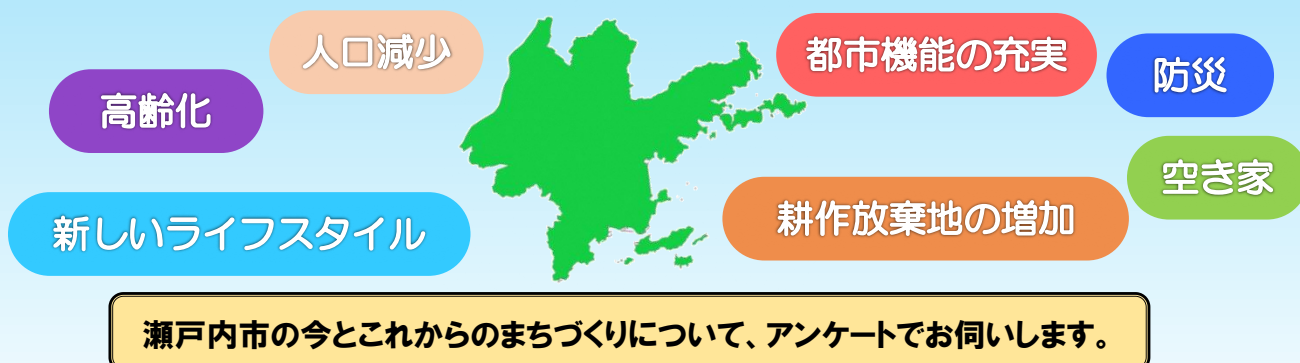 人口減少
都市機能の充実
防災
高齢化
空き家
新しいライフスタイル
耕作放棄地の増加
瀬戸内市の今とこれからのまちづくりについて、アンケートでお伺いします。